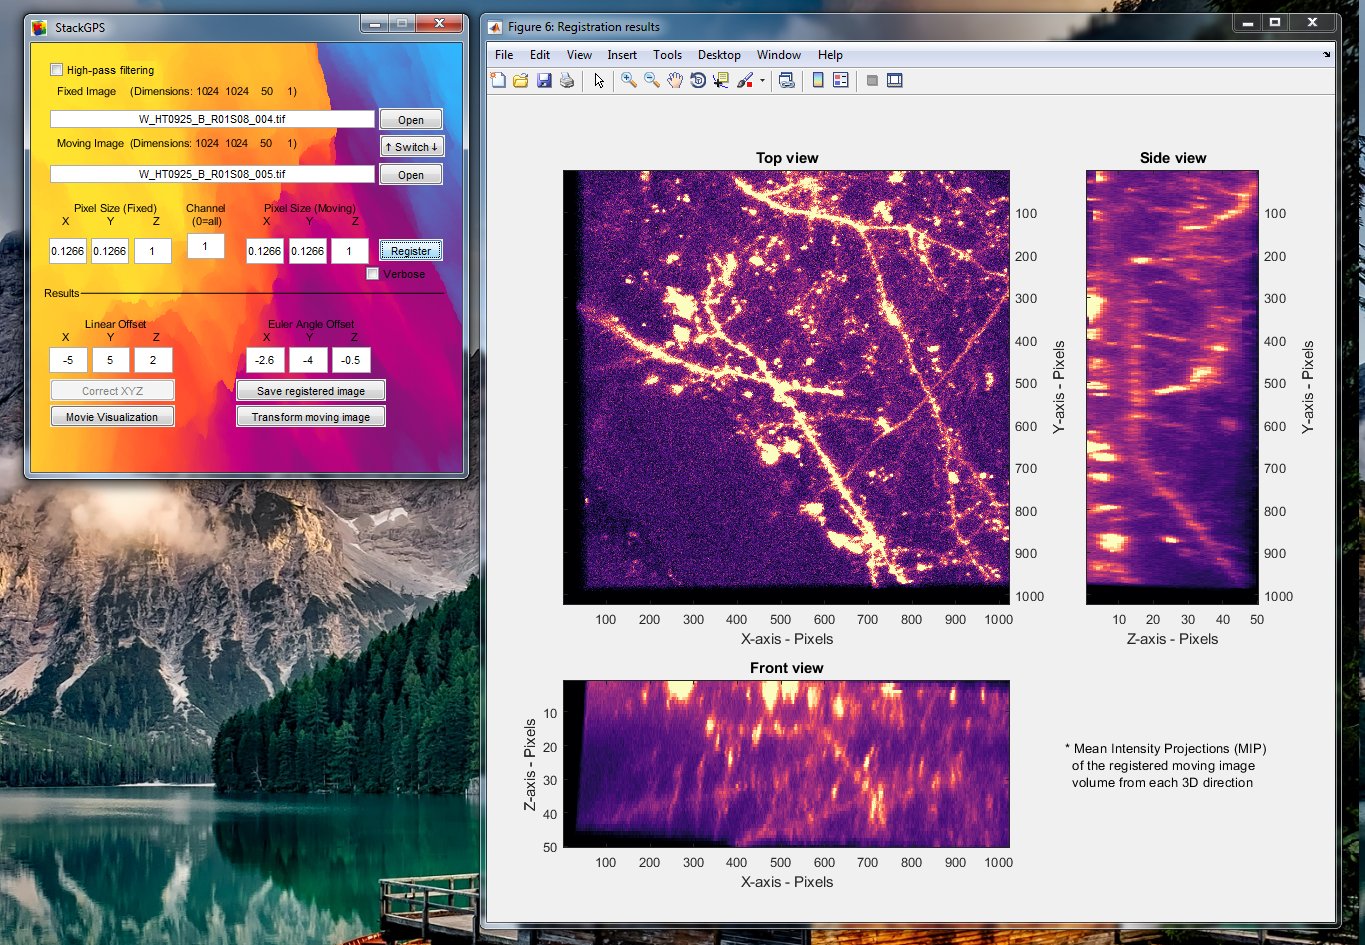 StackGPS
High-pass filtering
Fixed Image (Dimensions: 1024 1024 50 1)
W_HT0925_B_R01S08_004.tif Open
Moving Image (Dimensions: 1024 1024 50 1) ↑ Switch ↓
W_HT0925_B_R01S08_005.tif Open
Pixel Size (Fixed) Channel Pixel Size (Moving)
X Y Z (0=all) X Y Z
0.1266 0.1266 1 1 0.1266 0.1266 1 Register
Verbose
Results
Linear Offset Euler Angle Offset
X Y Z X Y Z
-5 5 2 -2.6 -4 -0.5
Correct XYZ Save registered image
Movie Visualization Transform moving image
Figure 6: Registration results
File Edit View Insert Tools Desktop Window Help
Top view
100
200
300
400
500
600
700
800
900
1000
Y-axis - Pixels
100 200 300 400 500 600 700 800 900 1000
X-axis - Pixels
Side view
100
200
300
400
500
600
700
800
900
1000
Y-axis - Pixels
10 20 30 40 50
Z-axis - Pixels
Front view
10
20
30
40
50
Z-axis - Pixels
100 200 300 400 500 600 700 800 900 1000
X-axis - Pixels
* Mean Intensity Projections (MIP)
of the registered moving image
volume from each 3D direction